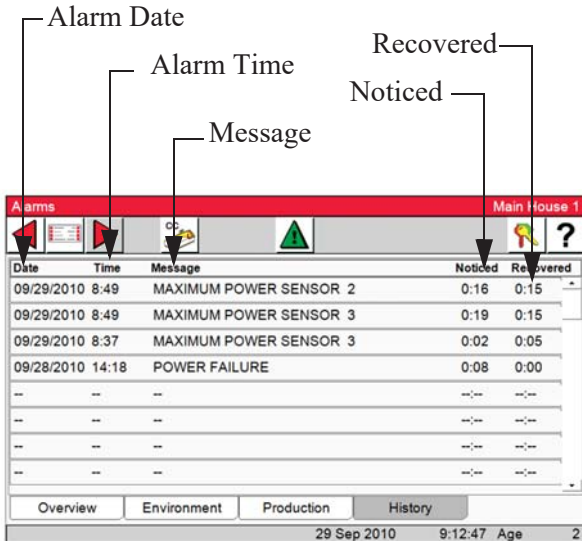 Alarm Date
Recovered
Alarm Time
Noticed
Message
Alarms Main House 1
CC
?
Date Time Message Noticed Recovered
09/29/2010 8:49 MAXIMUM POWER SENSOR 2 0:16 0:15
09/29/2010 8:49 MAXIMUM POWER SENSOR 3 0:19 0:15
09/29/2010 8:37 MAXIMUM POWER SENSOR 3 0:02 0:05
09/28/2010 14:18 POWER FAILURE 0:08 0:00
-- -- -- --:-- --:--
-- -- -- --:-- --:--
-- -- -- --:-- --:--
-- -- -- --:-- --:--
Overview Environment Production History
29 Sep 2010 9:12:47 Age 2